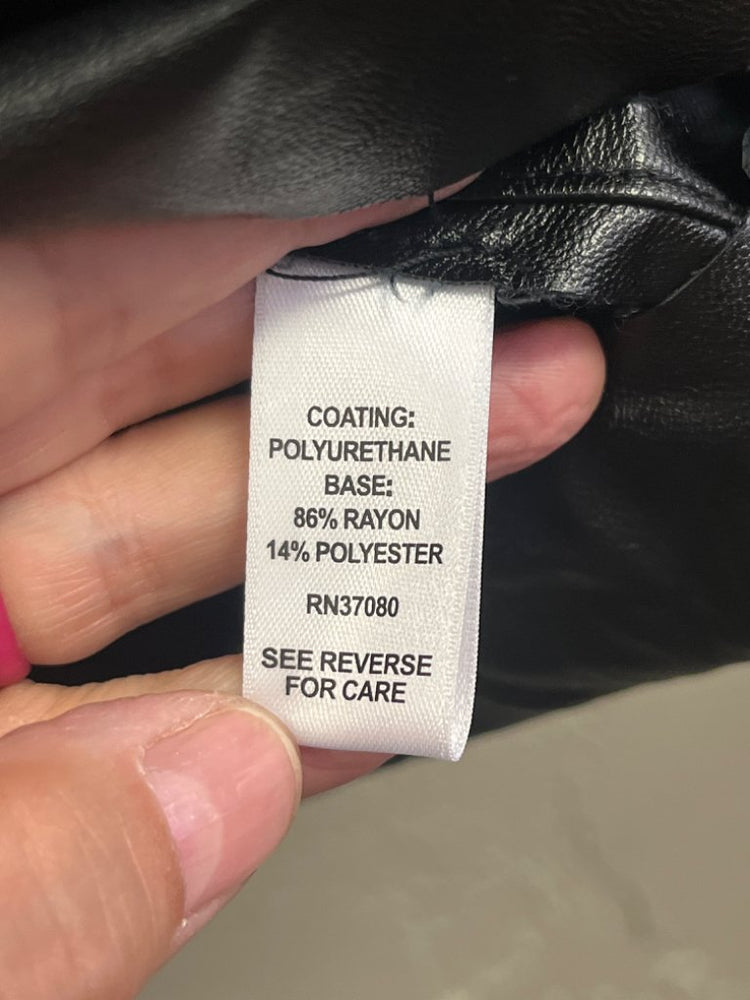 COATING:
POLYURETHANE
BASE:
86% RAYON
14% POLYESTER
RN37080
SEE REVERSE
FOR CARE